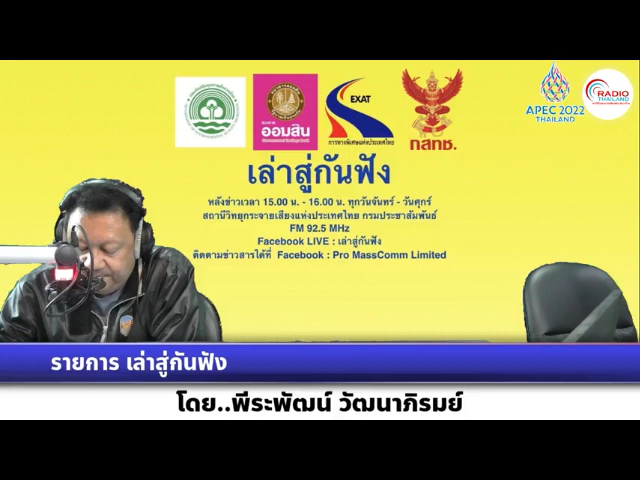 APEC 2022
THAILAND
RADIO
THAILAND
ออมสิน
EXAT
การทางพิเศษแห่งประเทศไทย
กสทช.
เล่าสู่กันฟัง
หลังข่าวเวลา 15.00 น. - 16.00 น. ทุกวันจันทร์ - วันศุกร์
สถานีวิทยุกระจายเสียงแห่งประเทศไทย กรมประชาสัมพันธ์
FM 92.5 MHz
Facebook LIVE : เล่าสู่กันฟัง
ติดตามข่าวสารได้ที่ Facebook : Pro MassComm Limited
รายการ เล่าสู่กันฟัง
โดย..พีระพัฒน์ วัฒนาภิรมย์